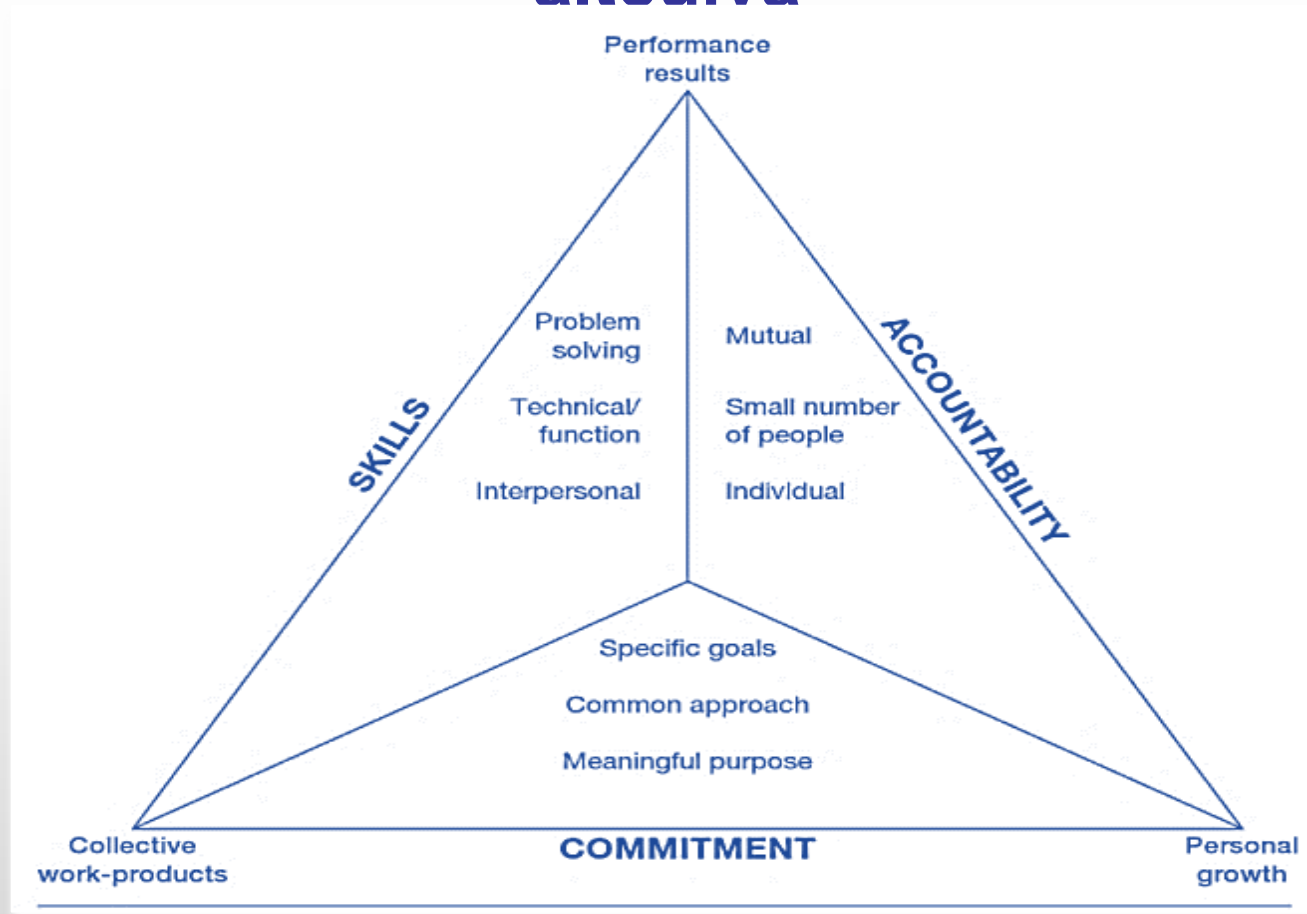 Performance
results
Problem
solving
Technical/
function
Interpersonal
SKILLS
Mutual
Small number
of people
Individual
ACCOUNTABILITY
Specific goals
Common approach
Meaningful purpose
Collective
work-products
COMMITMENT
Personal
growth